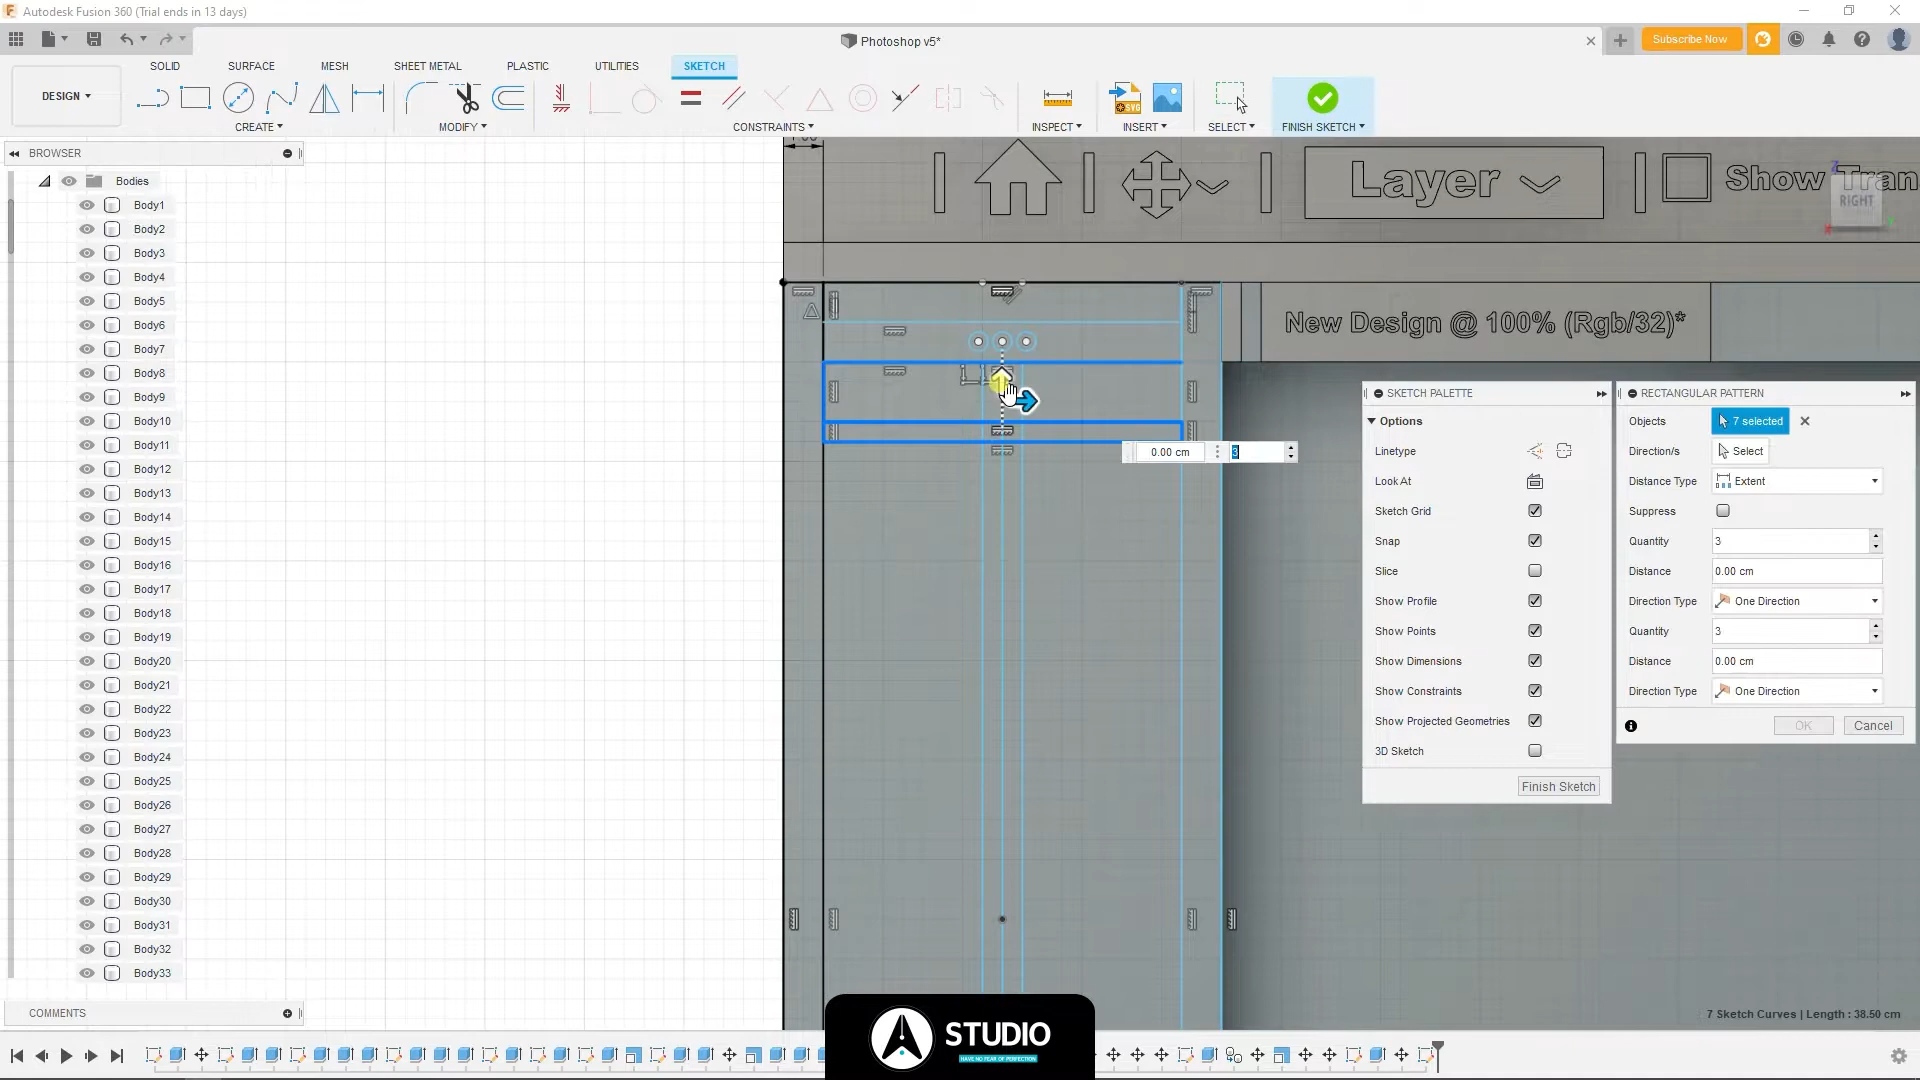 Autodesk Fusion 360 (Trial ends in 13 days)
Photoshop v5*
Subscribe Now
DESIGN
SOLID
SURFACE
MESH
SHEET METAL
PLASTIC
UTILITIES
SKETCH
CREATE
MODIFY
CONSTRAINTS
INSPECT
INSERT
SELECT
FINISH SKETCH
BROWSER
Bodies
Body1
Body2
Body3
Body4
Body5
Body6
Body7
Body8
Body9
Body10
Body11
Body12
Body13
Body14
Body15
Body16
Body17
Body18
Body19
Body20
Body21
Body22
Body23
Body24
Body25
Body26
Body27
Body28
Body29
Body30
Body31
Body32
Body33
COMMENTS
Layer
Show Tran
RIGHT
New Design @ 100% (Rgb/32)*
0.00 cm
3
SKETCH PALETTE
Options
Linetype
Look At
Sketch Grid
Snap
Slice
Show Profile
Show Points
Show Dimensions
Show Constraints
Show Projected Geometries
3D Sketch
Finish Sketch
RECTANGULAR PATTERN
Objects 7 selected
Direction/s Select
Distance Type Extent
Suppress
Quantity 3
Distance 0.00 cm
Direction Type One Direction
Quantity 3
Distance 0.00 cm
Direction Type One Direction
OK Cancel
7 Sketch Curves | Length : 38.50 cm
STUDIO
HAVE NO FEAR OF PERFECTION